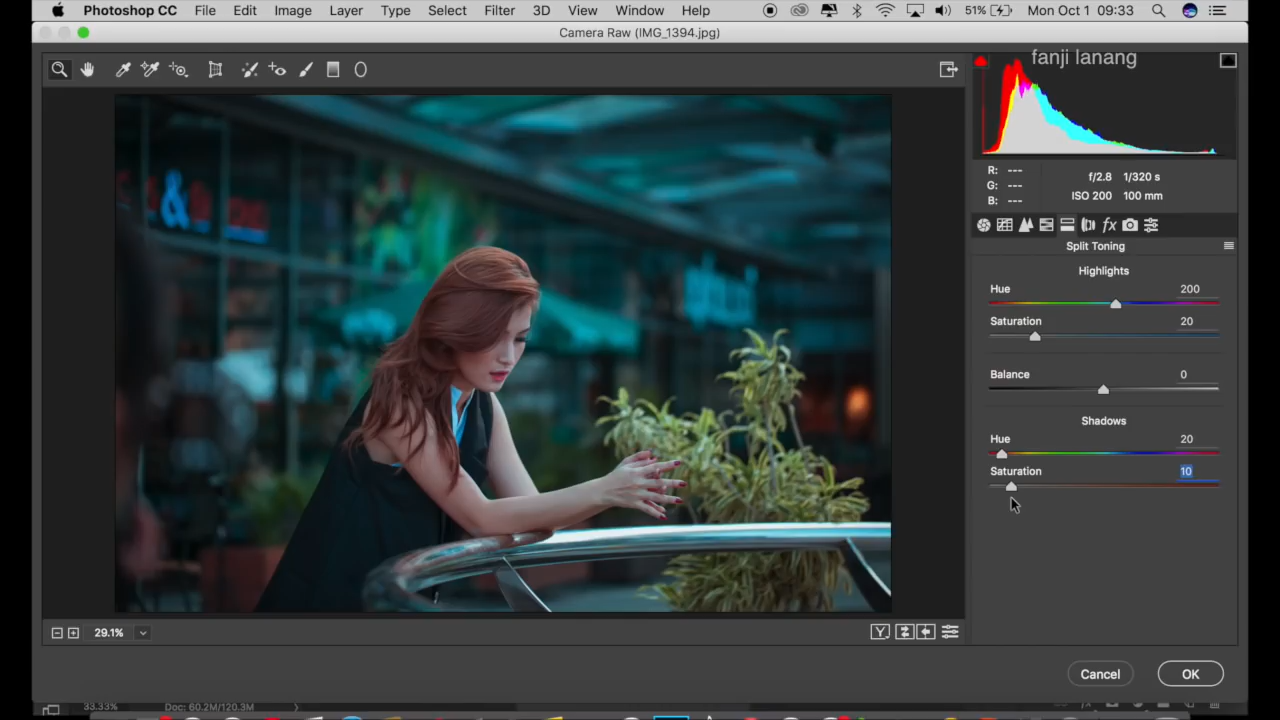 Photoshop CC File Edit Image Layer Type Select Filter 3D View Window Help 51% Mon Oct 1 09:33
Camera Raw (IMG_1394.jpg)
fanji lanang
R: ---
G: ---
B: ---
f/2.8 1/320 s
ISO 200 100 mm
fx
Split Toning
Highlights
Hue 200
Saturation 20
Balance 0
Shadows
Hue 20
Saturation 10
&
29.1%
Y
Cancel OK
33.33% Doc: 60.2M/120.3M